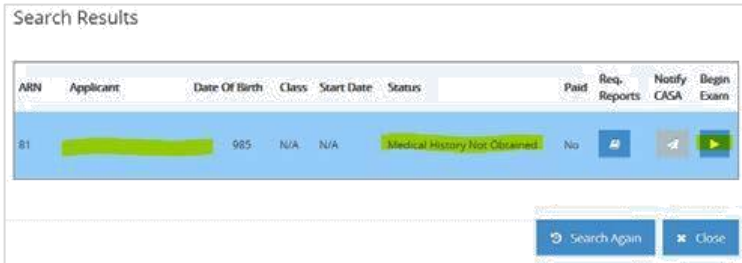 Search Results
ARN Applicant Date Of Birth Class Start Date Status Paid Req. Reports Notify CASA Begin Exam
81 985 N/A N/A Medical History Not Obtained No
Search Again Close